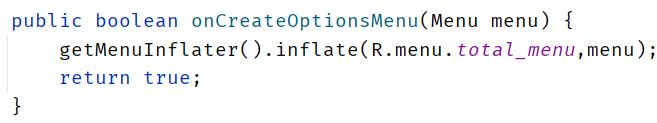 public boolean onCreateOptionsMenu(Menu menu) {
    getMenuInflater().inflate(R.menu.total_menu,menu);
    return true;
}